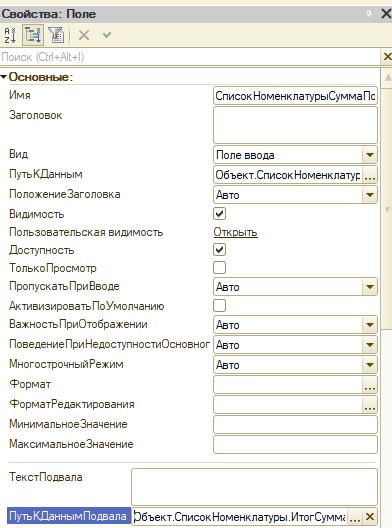 Свойства: Поле
Поиск (Ctrl+Alt+I)
Основные:
Имя СписокНоменклатурыСуммаПо
Заголовок
Вид Поле ввода
ПутьКДанным Объект.СписокНоменклатур ...
ПоложениеЗаголовка Авто
Видимость
Пользовательская видимость Открыть
Доступность
ТолькоПросмотр
ПропускатьПриВводе Авто
АктивизироватьПоУмолчанию
ВажностьПриОтображении Авто
ПоведениеПриНедоступностиОсновног Авто
МногострочныйРежим Авто
Формат ...
ФорматРедактирования ...
МинимальноеЗначение
МаксимальноеЗначение
ТекстПодвала
ПутьКДаннымПодвала Объект.СписокНоменклатуры.ИтогСумма ...